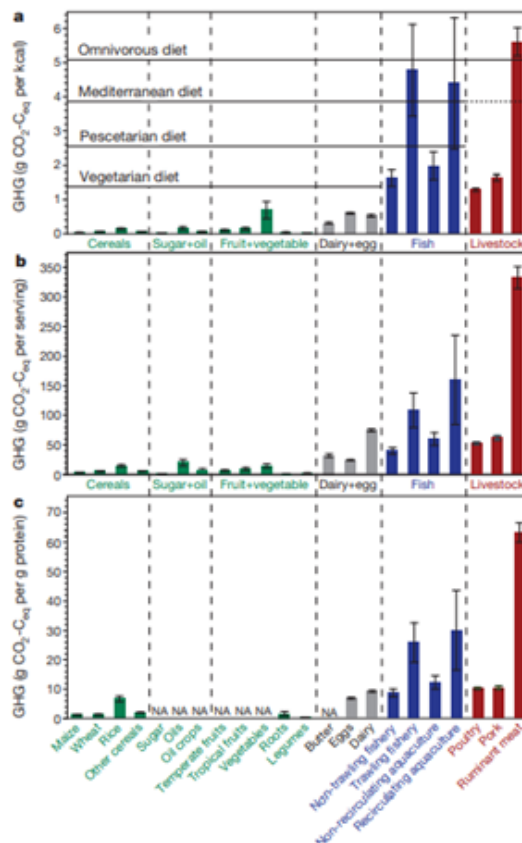 a
GHG (g CO₂-Ceq per kcal)
6
5
4
3
2
1
0
Omnivorous diet
Mediterranean diet
Pescetarian diet
Vegetarian diet
Cereals Sugar+oil Fruit+vegetable Dairy+egg Fish Livestock
b
GHG (g CO₂-Ceq per serving)
350
300
250
200
150
100
50
0
Cereals Sugar+oil Fruit+vegetable Dairy+egg Fish Livestock
c
GHG (g CO₂-Ceq per g protein)
70
60
50
40
30
20
10
0
NA NA NA NA NA NA NA
Maize
Wheat
Rice
Other cereals
Sugar
Oils
Oil crops
Temperate fruits
Tropical fruits
Vegetables
Roots
Legumes
Butter
Eggs
Dairy
Non-trawling fishery
Trawling fishery
Non-recirculating aquaculture
Recirculating aquaculture
Poultry
Pork
Ruminant meat